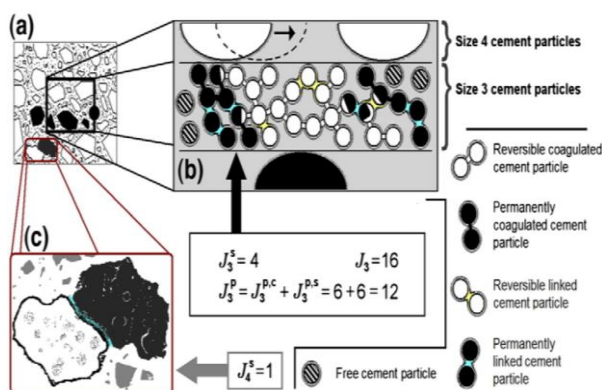 (a)
Size 4 cement particles
Size 3 cement particles
(b)
Reversible coagulated
cement particle
Permanently
coagulated cement
particle
(c)
J₃ˢ = 4 J₃ = 16
J₃ᵖ = J₃ᵖ,ᶜ + J₃ᵖ,ˢ = 6 + 6 = 12
Reversible linked
cement particle
J₄ˢ = 1
Free cement particle
Permanently
linked cement
particle